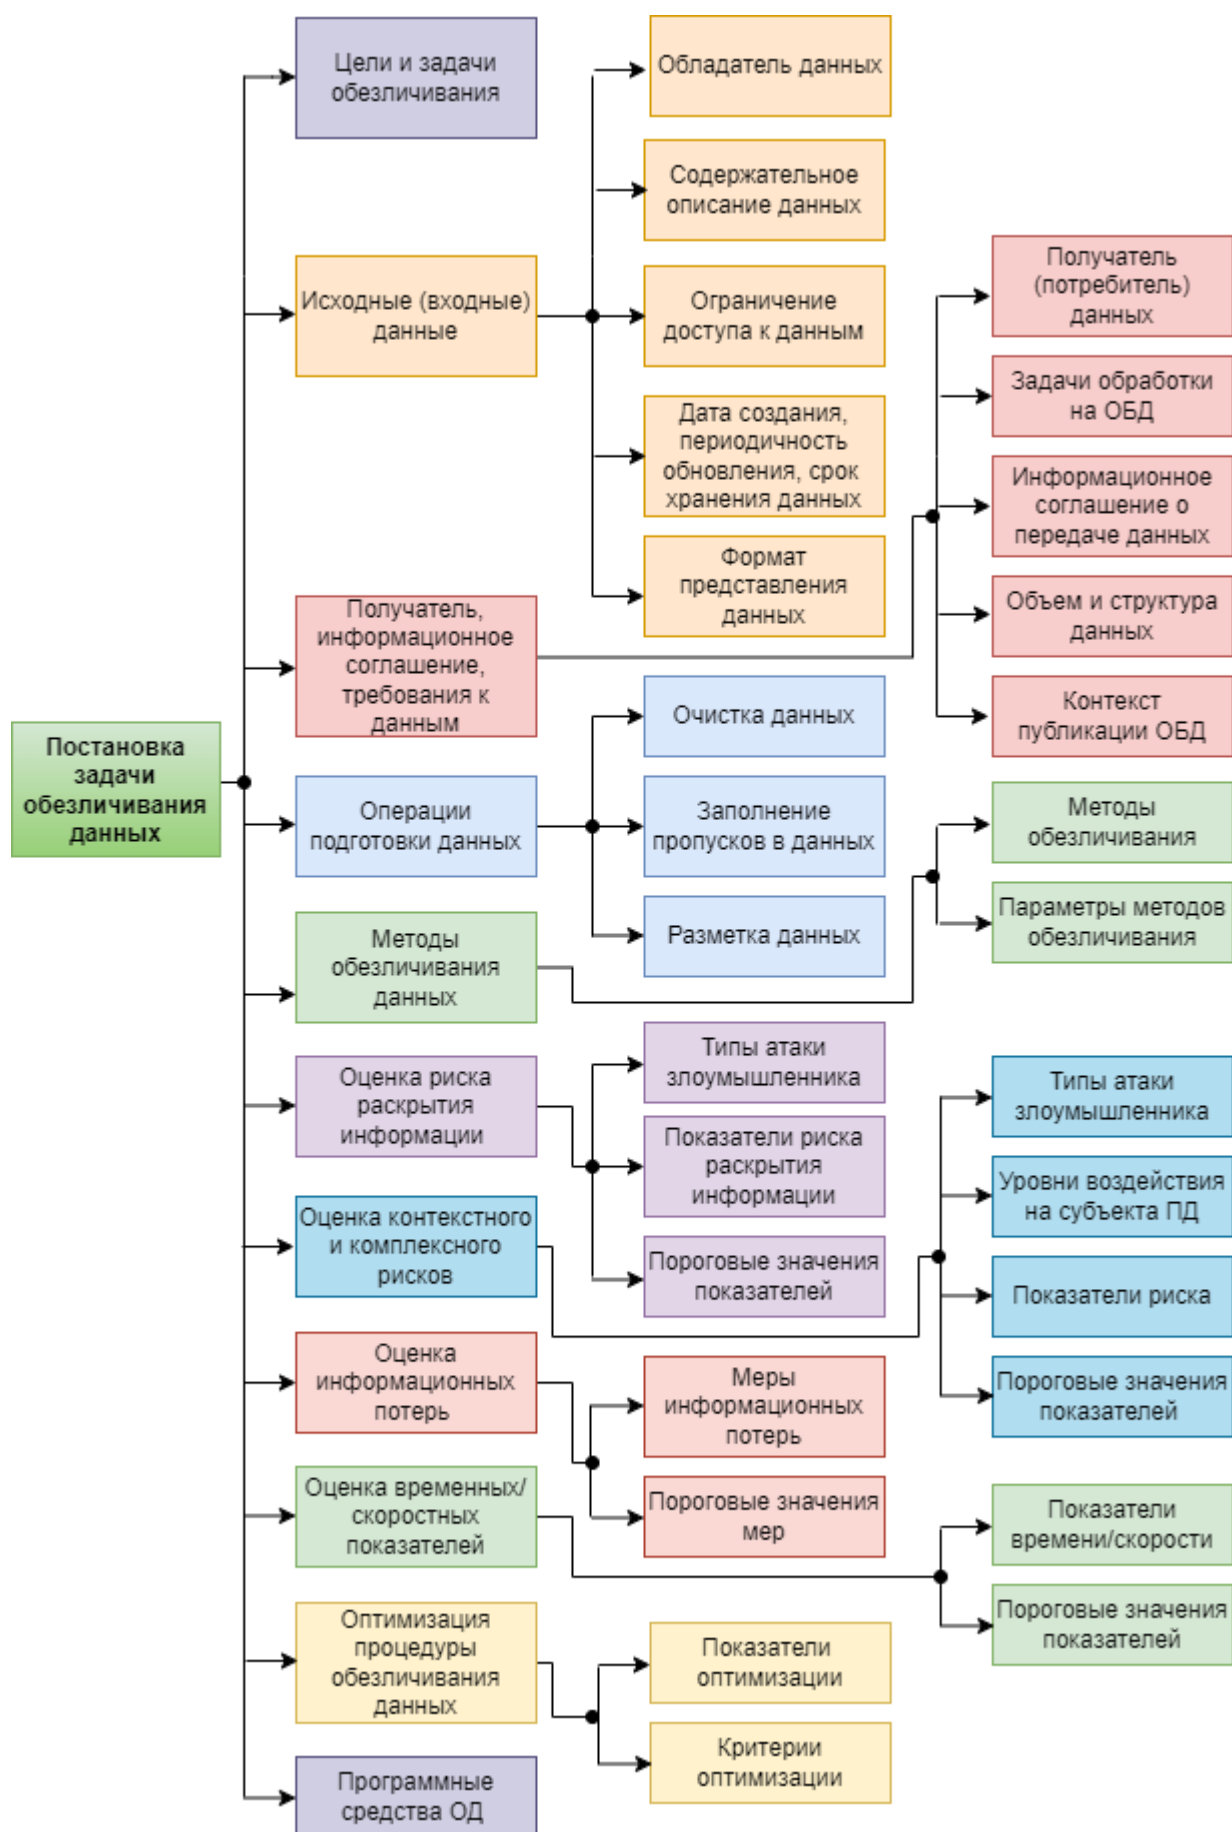 Постановка
задачи
обезличивания
данных
Цели и задачи
обезличивания
Исходные (входные)
данные
Обладатель данных
Содержательное
описание данных
Ограничение
доступа к данным
Дата создания,
периодичность
обновления, срок
хранения данных
Формат
представления
данных
Получатель,
информационное
соглашение,
требования к
данным
Получатель
(потребитель)
данных
Задачи обработки
на ОБД
Информационное
соглашение о
передаче данных
Объем и структура
данных
Контекст
публикации ОБД
Операции
подготовки данных
Очистка данных
Заполнение
пропусков в данных
Разметка данных
Методы
обезличивания
данных
Методы
обезличивания
Параметры методов
обезличивания
Оценка риска
раскрытия
информации
Типы атаки
злоумышленника
Показатели риска
раскрытия
информации
Пороговые значения
показателей
Оценка контекстного
и комплексного
рисков
Типы атаки
злоумышленника
Уровни воздействия
на субъекта ПД
Показатели риска
Пороговые значения
показателей
Оценка
информационных
потерь
Меры
информационных
потерь
Пороговые значения
мер
Оценка временных/
скоростных
показателей
Показатели
времени/скорости
Пороговые значения
показателей
Оптимизация
процедуры
обезличивания
данных
Показатели
оптимизации
Критерии
оптимизации
Программные
средства ОД